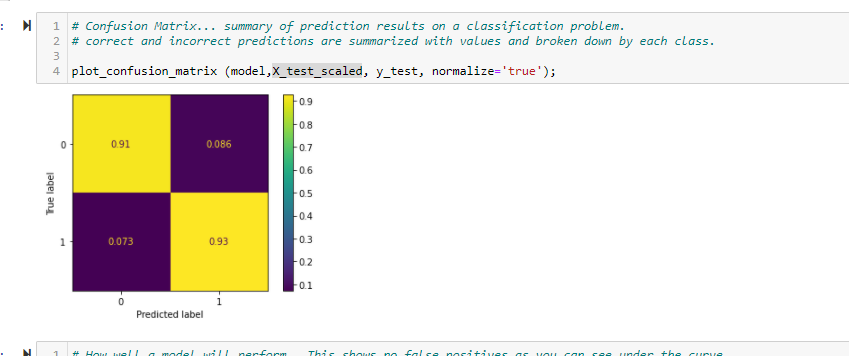 1 # Confusion Matrix... summary of prediction results on a classification problem.
2 # correct and incorrect predictions are summarized with values and broken down by each class.
3
4 plot_confusion_matrix (model,X_test_scaled, y_test, normalize='true');
0.9
0.8
0.7
0.6
0.5
0.4
0.3
0.2
0.1
True label
0 0.91 0.086
1 0.073 0.93
0 1
Predicted label
1 # How well a model will perform. This shows no false positives as you can see under the curve